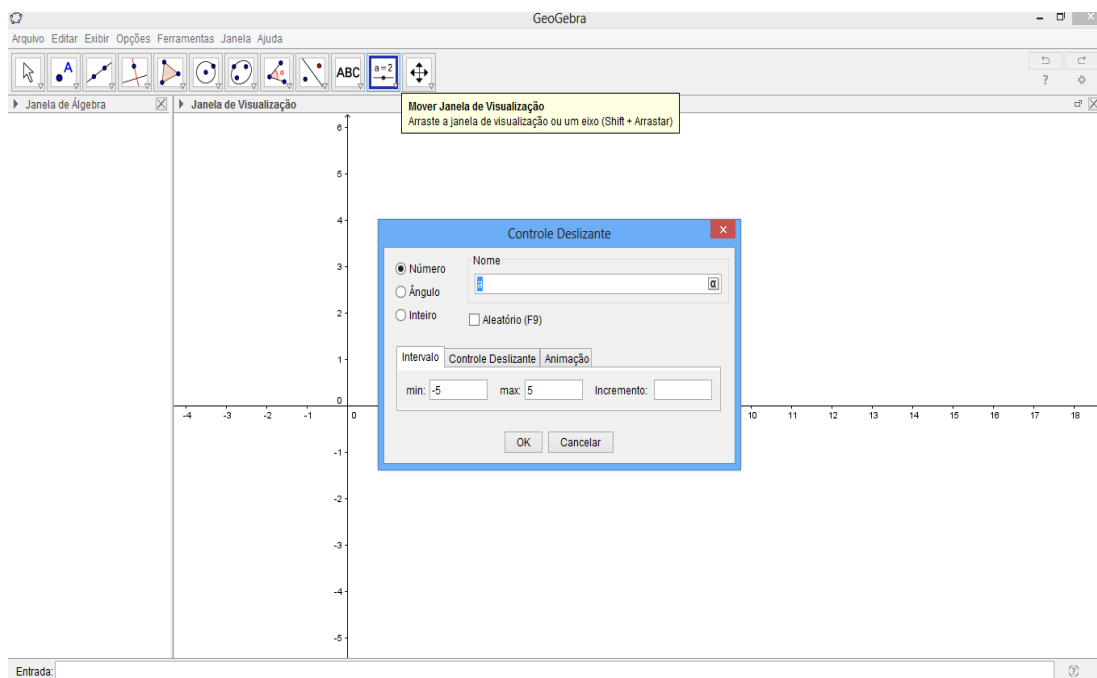 GeoGebra
Arquivo Editar Exibir Opções Ferramentas Janela Ajuda
A
α
ABC
a=2
?
Janela de Álgebra
Janela de Visualização
Mover Janela de Visualização
Arraste a janela de visualização ou um eixo (Shift + Arrastar)
6
5
4
3
2
1
0
-4 -3 -2 -1 0 10 11 12 13 14 15 16 17 18
-1
-2
-3
-4
-5
Controle Deslizante
x
Número
Ângulo
Inteiro
Nome
a
α
Aleatório (F9)
Intervalo Controle Deslizante Animação
min: -5 max: 5 Incremento:
OK Cancelar
Entrada:
?